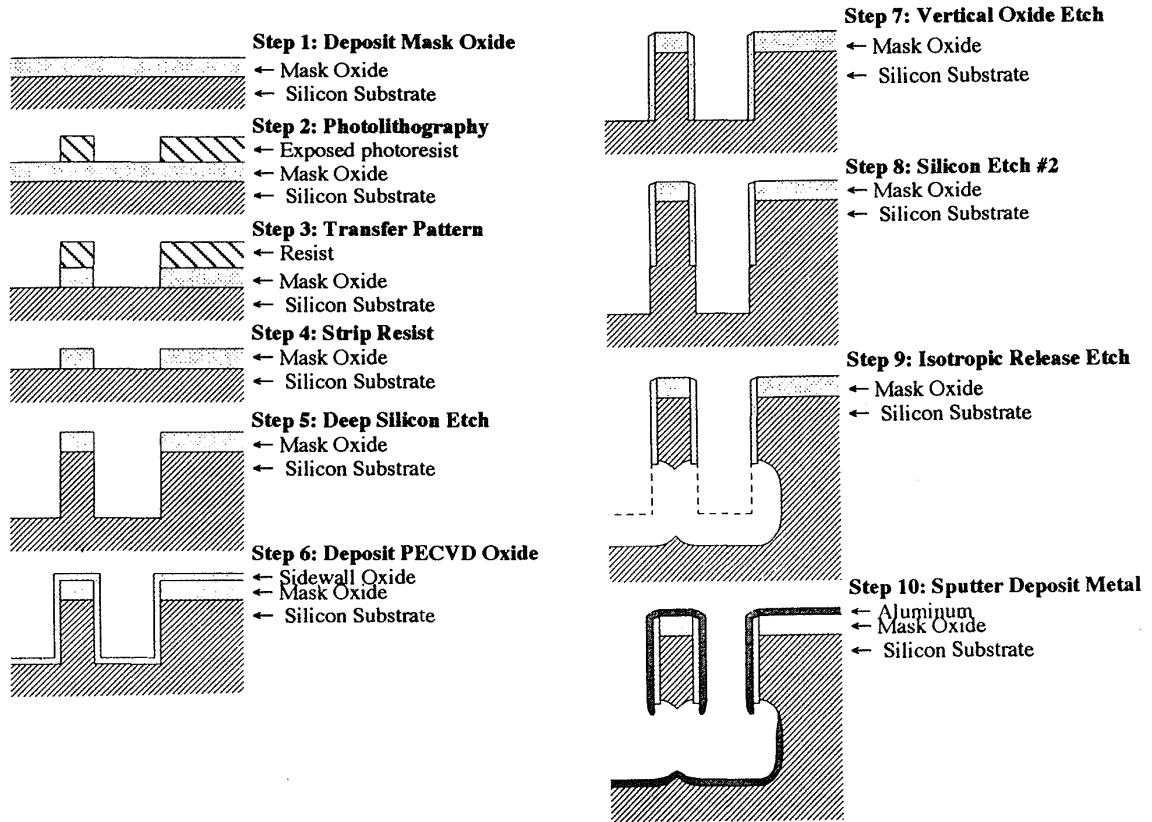 Step 1: Deposit Mask Oxide
← Mask Oxide
← Silicon Substrate
Step 2: Photolithography
← Exposed photoresist
← Mask Oxide
← Silicon Substrate
Step 3: Transfer Pattern
← Resist
← Mask Oxide
← Silicon Substrate
Step 4: Strip Resist
← Mask Oxide
← Silicon Substrate
Step 5: Deep Silicon Etch
← Mask Oxide
← Silicon Substrate
Step 6: Deposit PECVD Oxide
← Sidewall Oxide
← Mask Oxide
← Silicon Substrate
Step 7: Vertical Oxide Etch
← Mask Oxide
← Silicon Substrate
Step 8: Silicon Etch #2
← Mask Oxide
← Silicon Substrate
Step 9: Isotropic Release Etch
← Mask Oxide
← Silicon Substrate
Step 10: Sputter Deposit Metal
← Aluminum
← Mask Oxide
← Silicon Substrate